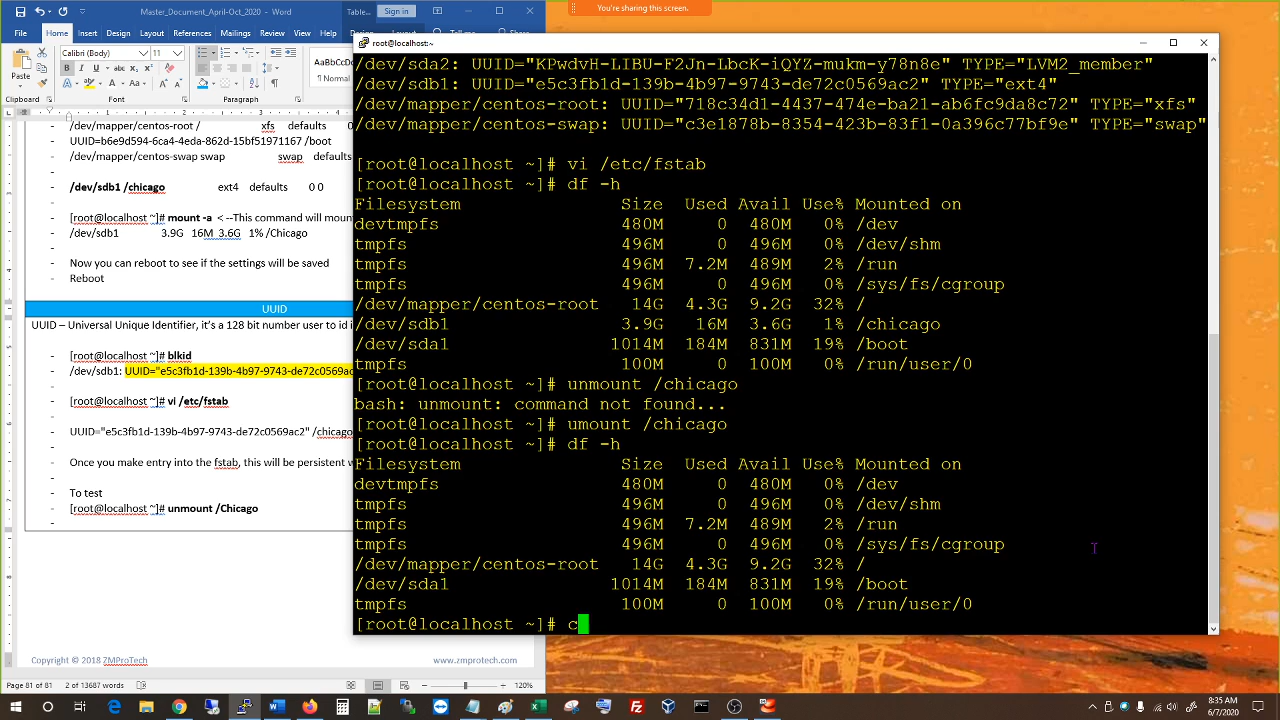 Master_Document_April-Oct_2020 -
Table...
Sign in
You're sharing this screen.
File
Home
Insert
Design
Layout
References
Mailings
Review
View
Help
Calibri (Body)
11
AaBbCcDc
¶ Normal
Paste
Clipboard
Font
Paragraph
/dev/mapper/centos-root / xfs defaults 0
UUID=b6e9d594-6ca4-4eda-862d-15bf51971167 /boot
/dev/mapper/centos-swap swap swap defaults
/dev/sdb1 /chicago ext4 defaults 0 0
[root@localhost ~]# mount -a <--This command will mount
/dev/sdb1 3.9G 16M 3.6G 1% /Chicago
Now you can reboot to see if the settings will be saved
Reboot
UUID
UUID – Universal Unique Identifier, it's a 128 bit number user to id i
[root@localhost ~]# blkid
/dev/sdb1: UUID="e5c3fb1d-139b-4b97-9743-de72c0569ac
[root@localhost ~]# vi /etc/fstab
UUID="e5c3fb1d-139b-4b97-9743-de72c0569ac2" /chicago
Once you make entry into the fstab, this will be persistent w
To test
[root@localhost ~]# unmount /Chicago
Copyright © 2018 ZMProTech
www.zmprotech.com
Page 81 of 81
2 of 13687 words
120%
root@localhost:~
/dev/sda2: UUID="KPwdvH-LIBU-F2Jn-LbcK-iQYZ-mukm-y78n8e" TYPE="LVM2_member"
/dev/sdb1: UUID="e5c3fb1d-139b-4b97-9743-de72c0569ac2" TYPE="ext4"
/dev/mapper/centos-root: UUID="718c34d1-4437-474e-ba21-ab6fc9da8c72" TYPE="xfs"
/dev/mapper/centos-swap: UUID="c3e1878b-8354-423b-83f1-0a396c77bf9e" TYPE="swap"
[root@localhost ~]# vi /etc/fstab
[root@localhost ~]# df -h
Filesystem Size Used Avail Use% Mounted on
devtmpfs 480M 0 480M 0% /dev
tmpfs 496M 0 496M 0% /dev/shm
tmpfs 496M 7.2M 489M 2% /run
tmpfs 496M 0 496M 0% /sys/fs/cgroup
/dev/mapper/centos-root 14G 4.3G 9.2G 32% /
/dev/sdb1 3.9G 16M 3.6G 1% /chicago
/dev/sda1 1014M 184M 831M 19% /boot
tmpfs 100M 0 100M 0% /run/user/0
[root@localhost ~]# unmount /chicago
bash: unmount: command not found...
[root@localhost ~]# umount /chicago
[root@localhost ~]# df -h
Filesystem Size Used Avail Use% Mounted on
devtmpfs 480M 0 480M 0% /dev
tmpfs 496M 0 496M 0% /dev/shm
tmpfs 496M 7.2M 489M 2% /run
tmpfs 496M 0 496M 0% /sys/fs/cgroup
/dev/mapper/centos-root 14G 4.3G 9.2G 32% /
/dev/sda1 1014M 184M 831M 19% /boot
tmpfs 100M 0 100M 0% /run/user/0
[root@localhost ~]# c
8:35 AM
6/7/2020